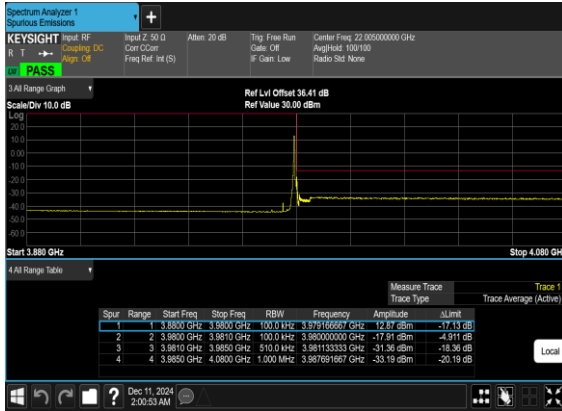 Spectrum Analyzer 1
Spurious Emissions
KEYSIGHT Input: RF Input Z: 50 Ω Atten: 20 dB Trig: Free Run Center Freq: 22.005000000 GHz
R T Coupling: DC Corr CCorr Gate: Off Avg|Hold: 100/100
Align: Off Freq Ref: Int (S) IF Gain: Low Radio Std: None
PASS
3 All Range Graph
Ref Lvl Offset 36.41 dB
Scale/Div 10.0 dB Ref Value 30.00 dBm
Log
20.0
10.0
0.00
-10.0
-20.0
-30.0
-40.0
-50.0
-60.0
Start 3.880 GHz Stop 4.080 GH
4 All Range Table
Measure Trace Trace 1
Trace Type Trace Average (Active)
Spur Range Start Freq Stop Freq RBW Frequency Amplitude ΔLimit
1 1 3.8800 GHz 3.9800 GHz 100.0 kHz 3.979166667 GHz 12.87 dBm -17.13 dB
2 2 3.9800 GHz 3.9810 GHz 100.0 kHz 3.980000000 GHz -17.91 dBm -4.911 dB
3 3 3.9810 GHz 3.9850 GHz 510.0 kHz 3.981133333 GHz -31.36 dBm -18.36 dB
4 4 3.9850 GHz 4.0800 GHz 1.000 MHz 3.987691667 GHz -33.19 dBm -20.19 dB
Local
Dec 11, 2024
2:00:53 AM